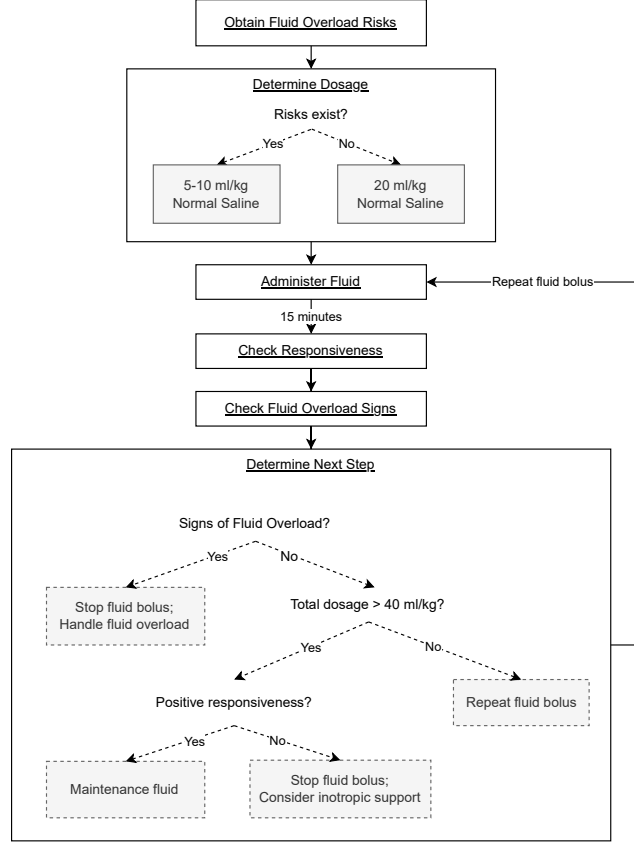 Obtain Fluid Overload Risks
Determine Dosage
Risks exist?
Yes
No
5-10 ml/kg
Normal Saline
20 ml/kg
Normal Saline
Administer Fluid
Repeat fluid bolus
15 minutes
Check Responsiveness
Check Fluid Overload Signs
Determine Next Step
Signs of Fluid Overload?
Yes
No
Stop fluid bolus;
Handle fluid overload
Total dosage > 40 ml/kg?
Yes
No
Positive responsiveness?
Repeat fluid bolus
Yes
No
Maintenance fluid
Stop fluid bolus;
Consider inotropic support